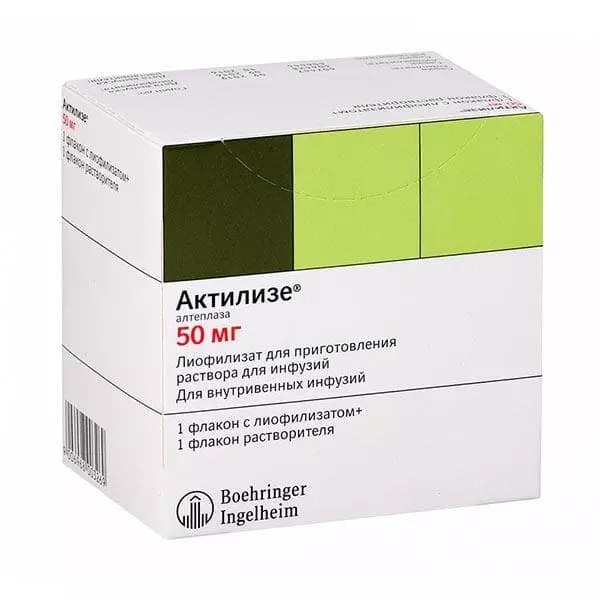 Актилизе®
50 мг
1 флакон с лиофилизатом+
1 флакон растворителя
Актилизе®
алтеплаза
50 мг
Лиофилизат для приготовления
раствора для инфузий
Для внутривенных инфузий
1 флакон с лиофилизатом+
1 флакон растворителя
Boehringer
Ingelheim